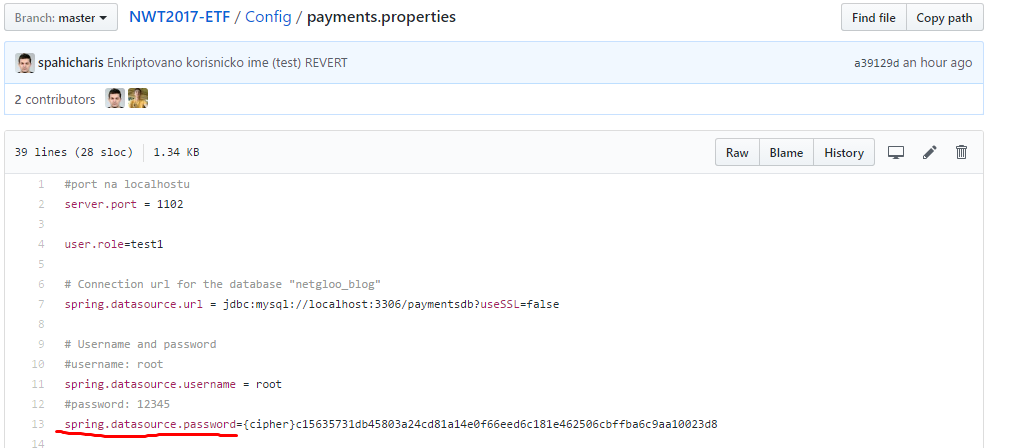 Branch: master NWT2017-ETF / Config / payments.properties Find file Copy path
spahicharis Enkriptovano korisnicko ime (test) REVERT a39129d an hour ago
2 contributors
39 lines (28 sloc) 1.34 KB Raw Blame History
1 #port na localhostu
2 server.port = 1102
3
4 user.role=test1
5
6 # Connection url for the database "netgloo_blog"
7 spring.datasource.url = jdbc:mysql://localhost:3306/paymentsdb?useSSL=false
8
9 # Username and password
10 #username: root
11 spring.datasource.username = root
12 #password: 12345
13 spring.datasource.password={cipher}c15635731db45803a24cd81a14e0f66eed6c181e462506cbffba6c9aa10023d8
14